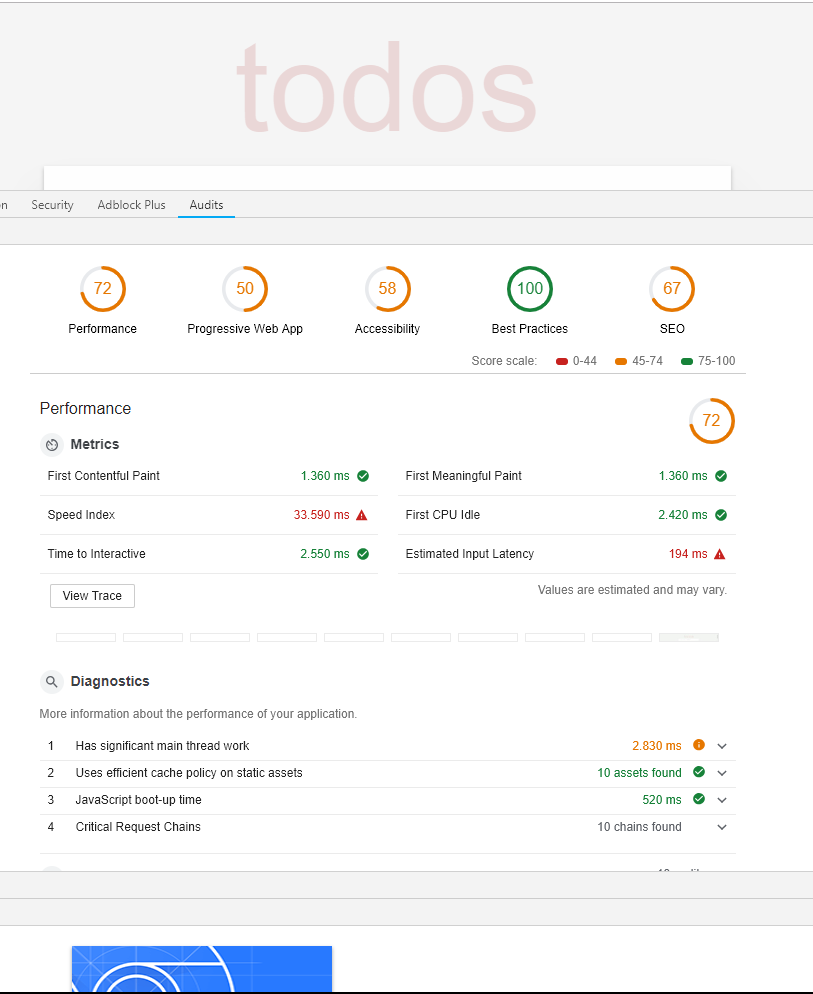 todos
n Security Adblock Plus Audits
72 50 58 100 67
Performance Progressive Web App Accessibility Best Practices SEO
Score scale: 0-44 45-74 75-100
Performance 72
Metrics
First Contentful Paint 1.360 ms First Meaningful Paint 1.360 ms
Speed Index 33.590 ms First CPU Idle 2.420 ms
Time to Interactive 2.550 ms Estimated Input Latency 194 ms
View Trace Values are estimated and may vary.
Diagnostics
More information about the performance of your application.
1 Has significant main thread work 2.830 ms
2 Uses efficient cache policy on static assets 10 assets found
3 JavaScript boot-up time 520 ms
4 Critical Request Chains 10 chains found